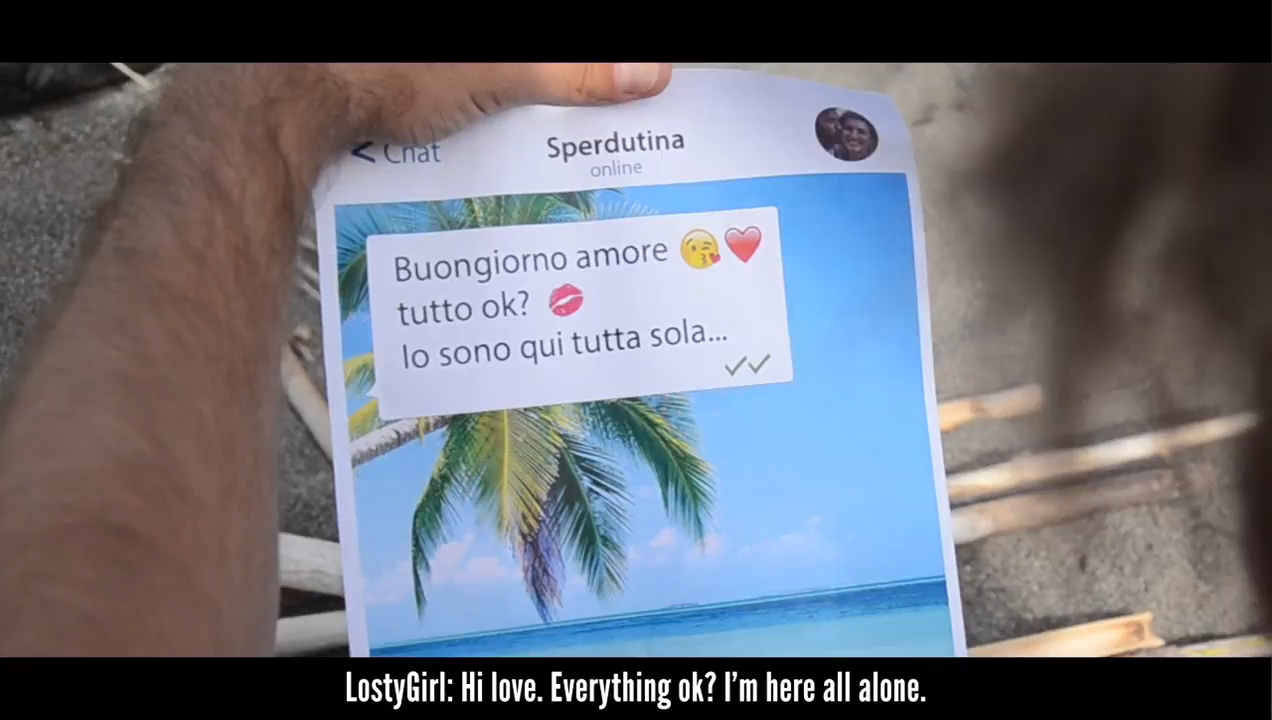 < Chat
Sperdutina
online
Buongiorno amore 😘❤️
tutto ok? 💋
Io sono qui tutta sola...
LostyGirl: Hi love. Everything ok? I'm here all alone.